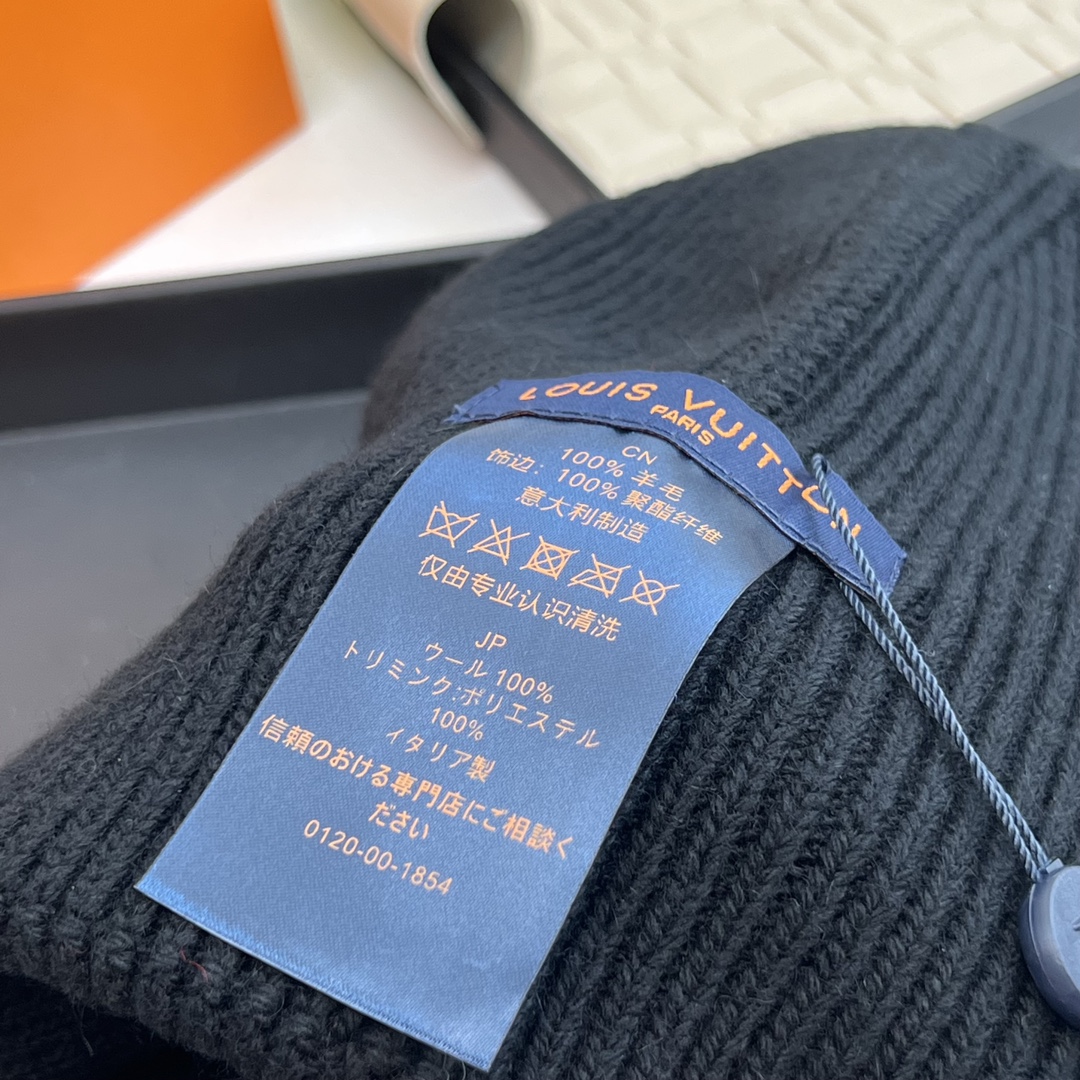 LOUIS VUITTON
PARIS
CN
100% 羊毛
饰边: 100% 聚酯纤维
意大利制造
仅由专业认识清洗
JP
ウール 100%
トリミンク:ポリエステル
100%
イタリア製
信頼のおける専門店にご相談く
ださい
0120-00-1854